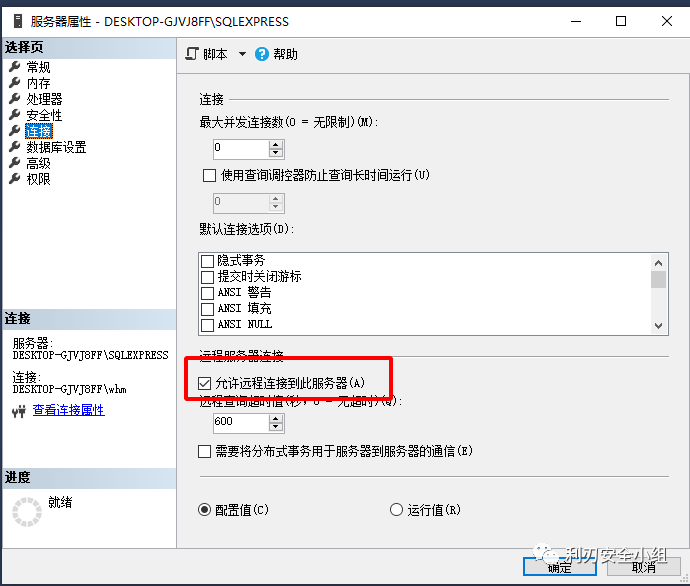 服务器属性 - DESKTOP-GJVJ8FF\SQLEXPRESS
选择页
常规
内存
处理器
安全性
连接
数据库设置
高级
权限
连接
服务器:
DESKTOP-GJVJ8FF\SQLEXPRESS
连接:
DESKTOP-GJVJ8FF\whm
查看连接属性
进度
就绪
脚本
帮助
连接
最大并发连接数(0 = 无限制)(M):
0
使用查询调控器防止查询长时间运行(U)
0
默认连接选项(D):
隐式事务
提交时关闭游标
ANSI 警告
ANSI 填充
ANSI NULL
远程服务器连接
允许远程连接到此服务器(A)
远程查询超时值(秒，0 = 无超时)(Q):
600
需要将分布式事务用于服务器到服务器的通信(E)
配置值(C)
运行值(R)
利刃安全小组
确定
取消